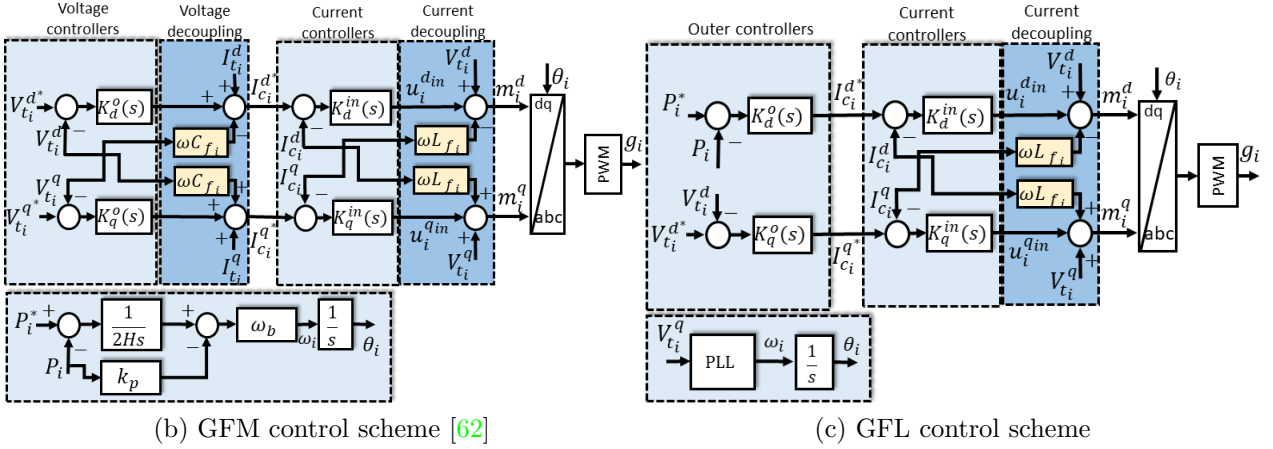 Voltage controllers
Voltage decoupling
Current controllers
Current decoupling
I_{t_i}^d
+
I_{c_i}^{d*}
V_{t_i}^d
+
V_{t_i}^{d*}
K_d^o(s)
+
K_d^{in}(s)
u_i^{d_{in}}
m_i^d
θ_i
dq
V_{t_i}^d
−
ωC_{f_i}
−
I_{c_i}^d
−
ωL_{f_i}
−
V_{t_i}^q
−
ωC_{f_i}
+
I_{c_i}^q
−
ωL_{f_i}
+
PWM
g_i
V_{t_i}^{q*}
K_q^o(s)
+
K_q^{in}(s)
u_i^{q_{in}}
m_i^q
abc
+
I_{t_i}^q
I_{c_i}^{q*}
+
V_{t_i}^q
P_i^*
+
−
P_i
1/2Hs
k_p
+
−
ω_b
ω_i
1/s
θ_i
(b) GFM control scheme [62]
Outer controllers
Current controllers
Current decoupling
I_{c_i}^{d*}
V_{t_i}^d
+
P_i^*
K_d^o(s)
K_d^{in}(s)
u_i^{d_{in}}
m_i^d
θ_i
dq
P_i
−
I_{c_i}^d
−
ωL_{f_i}
−
V_{t_i}^d
−
I_{c_i}^q
−
ωL_{f_i}
+
PWM
g_i
V_{t_i}^{d*}
K_q^o(s)
I_{c_i}^{q*}
K_q^{in}(s)
u_i^{q_{in}}
m_i^q
abc
+
V_{t_i}^q
V_{t_i}^q
PLL
ω_i
1/s
θ_i
(c) GFL control scheme